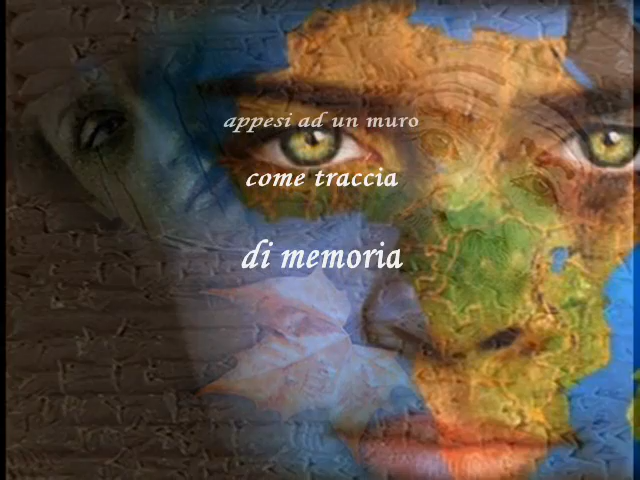 appesi ad un muro
come traccia
di memoria